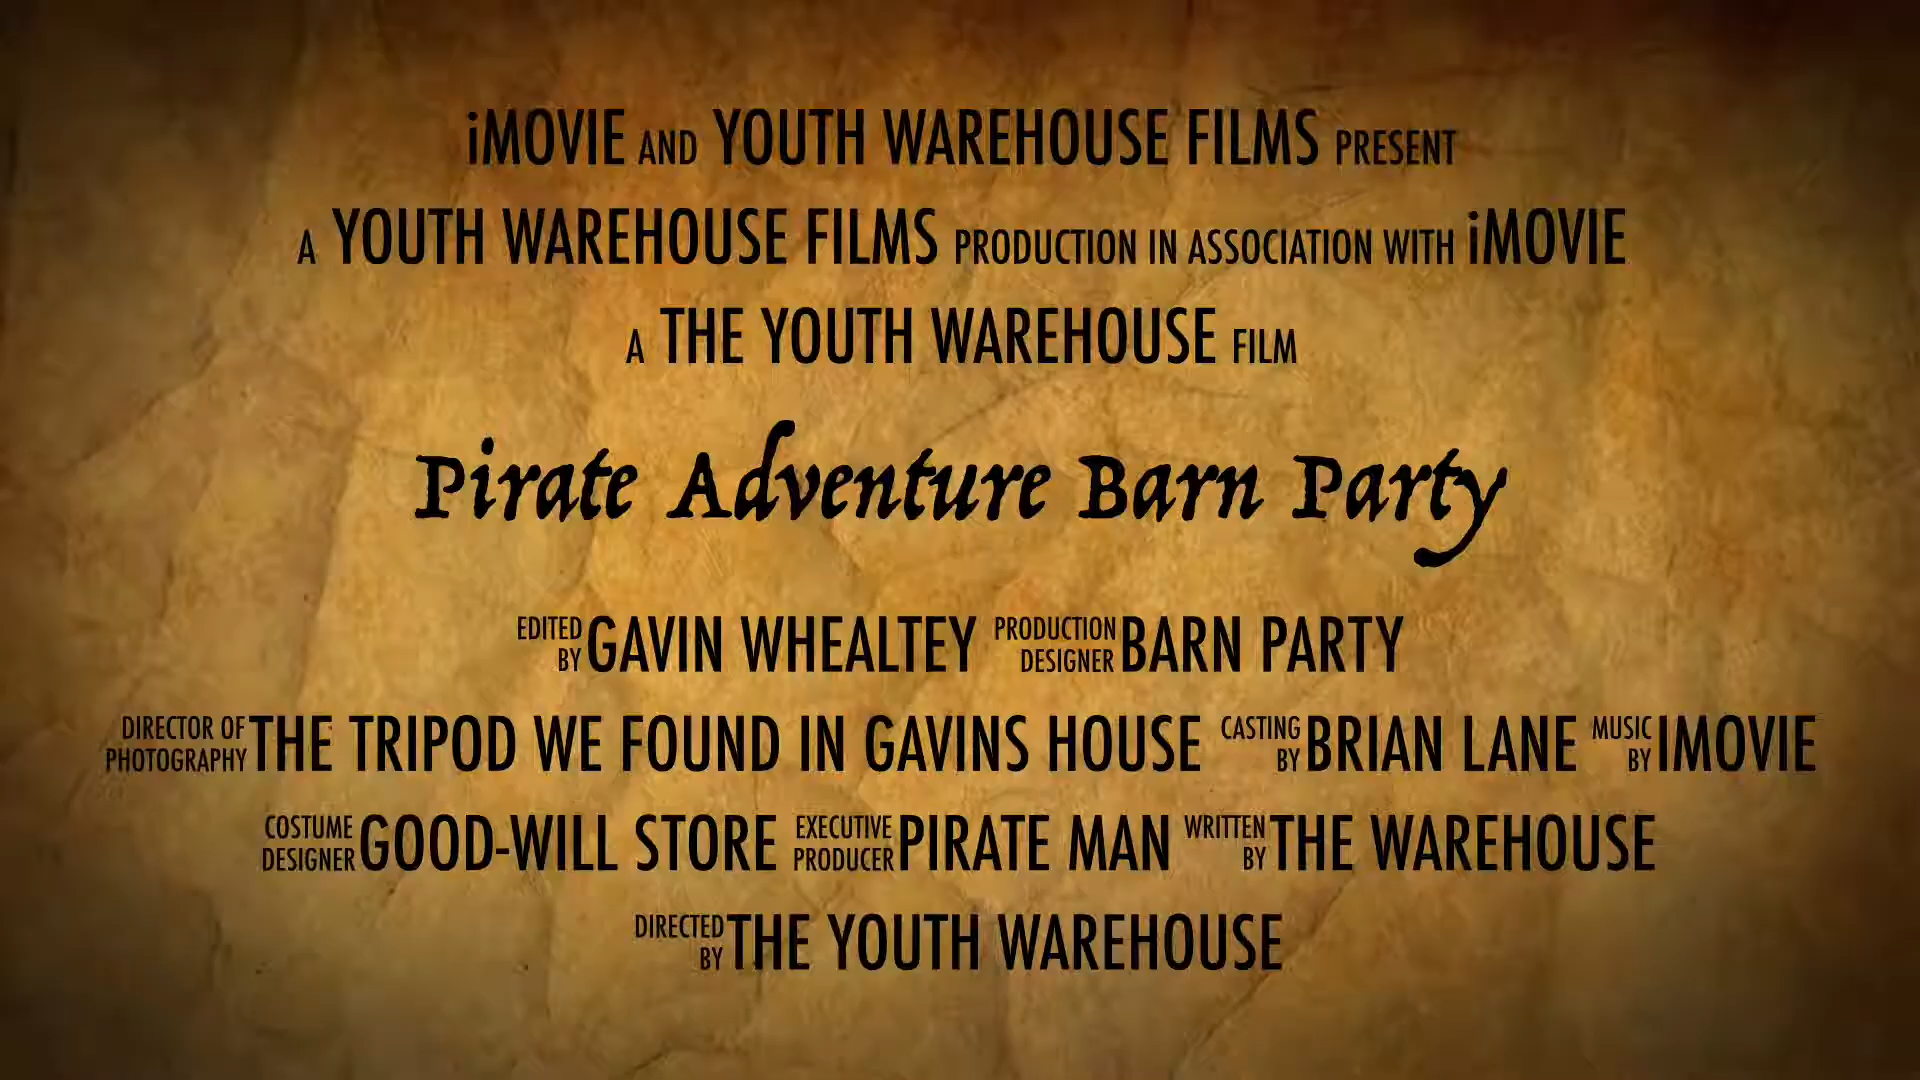 iMOVIE AND YOUTH WAREHOUSE FILMS PRESENT
A YOUTH WAREHOUSE FILMS PRODUCTION IN ASSOCIATION WITH iMOVIE
A THE YOUTH WAREHOUSE FILM
Pirate Adventure Barn Party
EDITED BY GAVIN WHEALTEY PRODUCTION DESIGNER BARN PARTY
DIRECTOR OF PHOTOGRAPHY THE TRIPOD WE FOUND IN GAVINS HOUSE CASTING BY BRIAN LANE MUSIC BY IMOVIE
COSTUME DESIGNER GOOD-WILL STORE EXECUTIVE PRODUCER PIRATE MAN WRITTEN BY THE WAREHOUSE
DIRECTED BY THE YOUTH WAREHOUSE